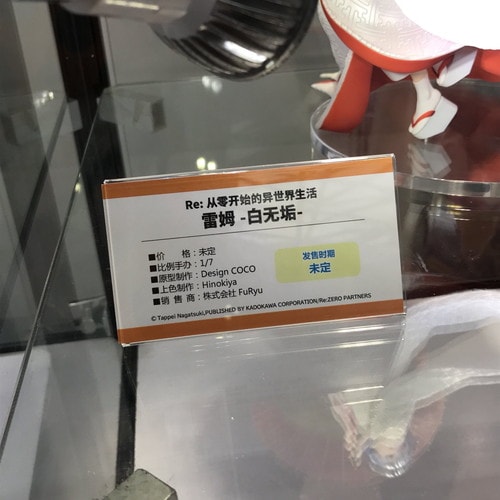 Re: 从零开始的异世界生活
雷姆 -白无垢-
■价　　格：未定
■比例手办：1/7
■原型制作：Design COCO
■上色制作：Hinokiya
■销 售 商：株式会社 FuRyu
发售时期
未定
© Tappei Nagatsuki,PUBLISHED BY KADOKAWA CORPORATION/Re:ZERO PARTNERS